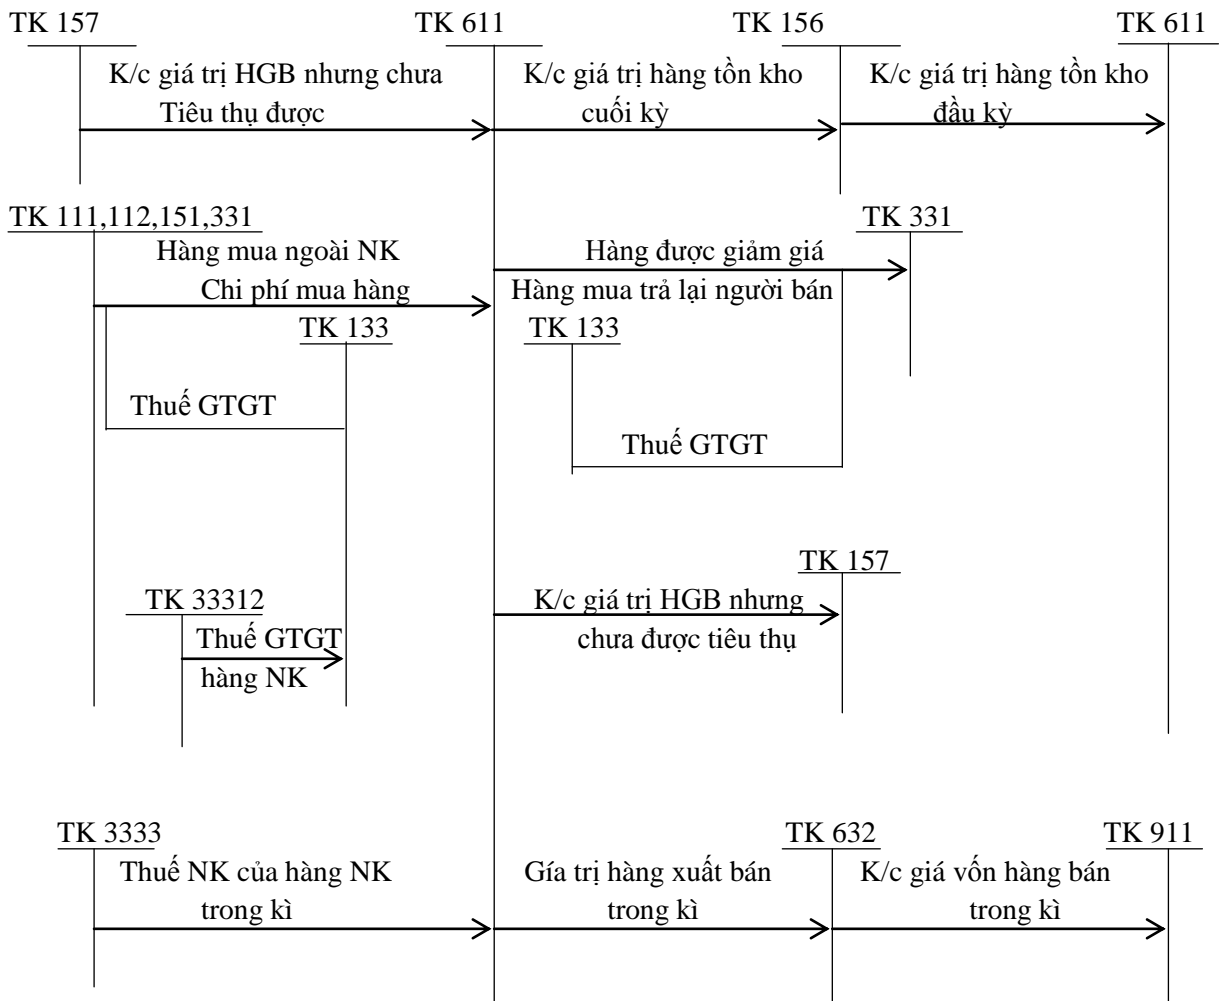 TK 157
TK 611
TK 156
TK 611
K/c giá trị HGB nhưng chưa
Tiêu thụ được
K/c giá trị hàng tồn kho
cuối kỳ
K/c giá trị hàng tồn kho
đầu kỳ
TK 111,112,151,331
TK 331
Hàng mua ngoài NK
Chi phí mua hàng
Hàng được giảm giá
Hàng mua trả lại người bán
TK 133
TK 133
Thuế GTGT
Thuế GTGT
TK 157
TK 33312
K/c giá trị HGB nhưng
chưa được tiêu thụ
Thuế GTGT
hàng NK
TK 3333
TK 632
TK 911
Thuế NK của hàng NK
trong kì
Gía trị hàng xuất bán
trong kì
K/c giá vốn hàng bán
trong kì